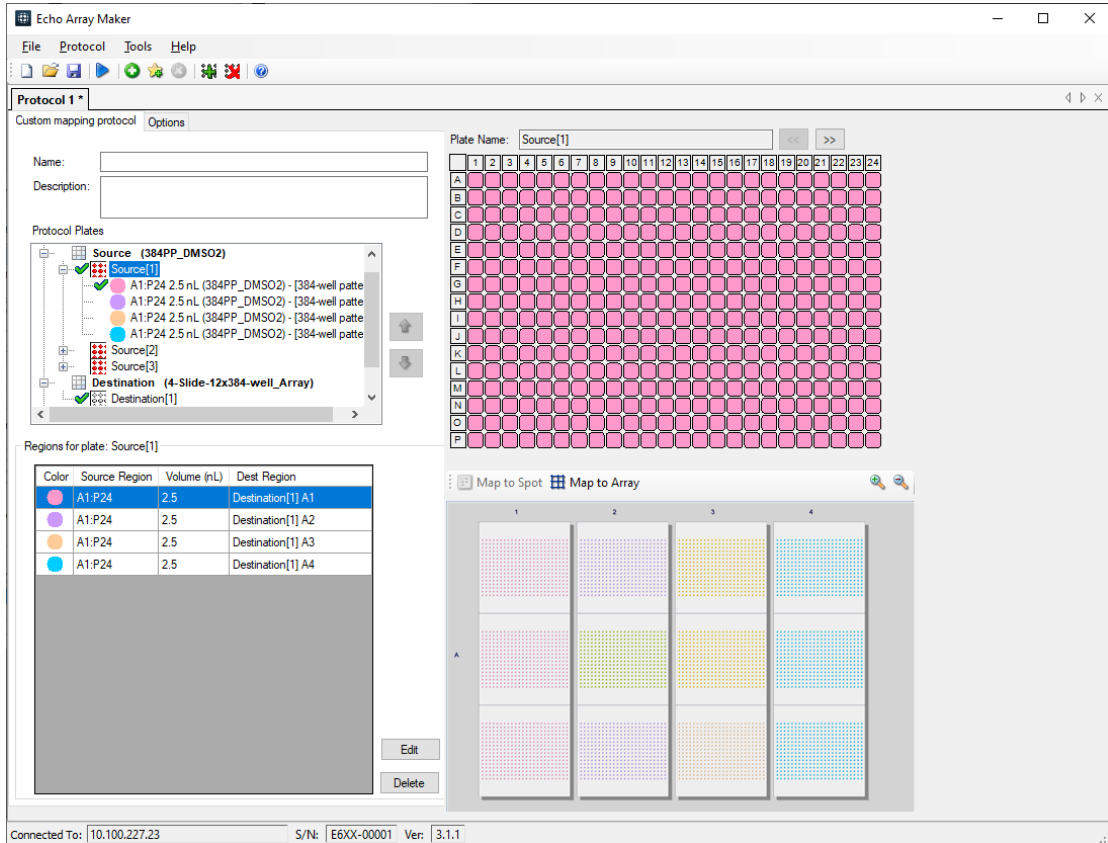 Echo Array Maker
File Protocol Tools Help
Protocol 1 *
Custom mapping protocol Options
Name:
Description:
Protocol Plates
Source (384PP_DMSO2)
Source[1]
A1:P24 2.5 nL (384PP_DMSO2) - [384-well patte
A1:P24 2.5 nL (384PP_DMSO2) - [384-well patte
A1:P24 2.5 nL (384PP_DMSO2) - [384-well patte
A1:P24 2.5 nL (384PP_DMSO2) - [384-well patte
Source[2]
Source[3]
Destination (4-Slide-12x384-well_Array)
Destination[1]
Regions for plate: Source[1]
Color Source Region Volume (nL) Dest Region
A1:P24 2.5 Destination[1] A1
A1:P24 2.5 Destination[1] A2
A1:P24 2.5 Destination[1] A3
A1:P24 2.5 Destination[1] A4
Edit
Delete
Plate Name: Source[1] << >>
1 2 3 4 5 6 7 8 9 10 11 12 13 14 15 16 17 18 19 20 21 22 23 24
A
B
C
D
E
F
G
H
I
J
K
L
M
N
O
P
Map to Spot Map to Array
1 2 3 4
A
Connected To: 10.100.227.23 S/N: E6XX-00001 Ver: 3.1.1